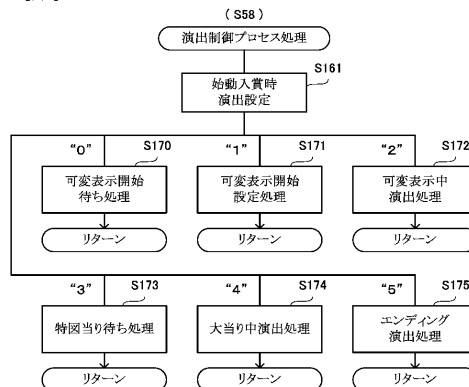 (S58)
演出制御プロセス処理
S161
始動入賞時
演出設定
"0"
S170
可変表示開始
待ち処理
リターン
"1"
S171
可変表示開始
設定処理
リターン
"2"
S172
可変表示中
演出処理
リターン
"3"
S173
特図当り待ち処理
リターン
"4"
S174
大当り中演出処理
リターン
"5"
S175
エンディング
演出処理
リターン